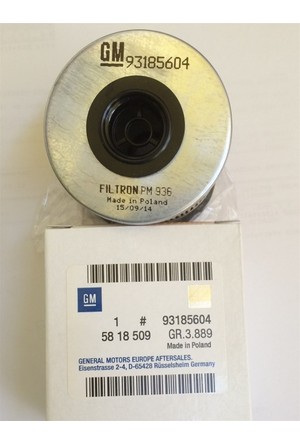 GM 93185604
FILTRON PM 936
Made in Poland
15/09/14
GM
1 # 93185604
58 18 509 GR.3.889
Made in Poland
GENERAL MOTORS EUROPE AFTERSALES.
Eisenstrasse 2-4, D-65428 Rüsselsheim Germany